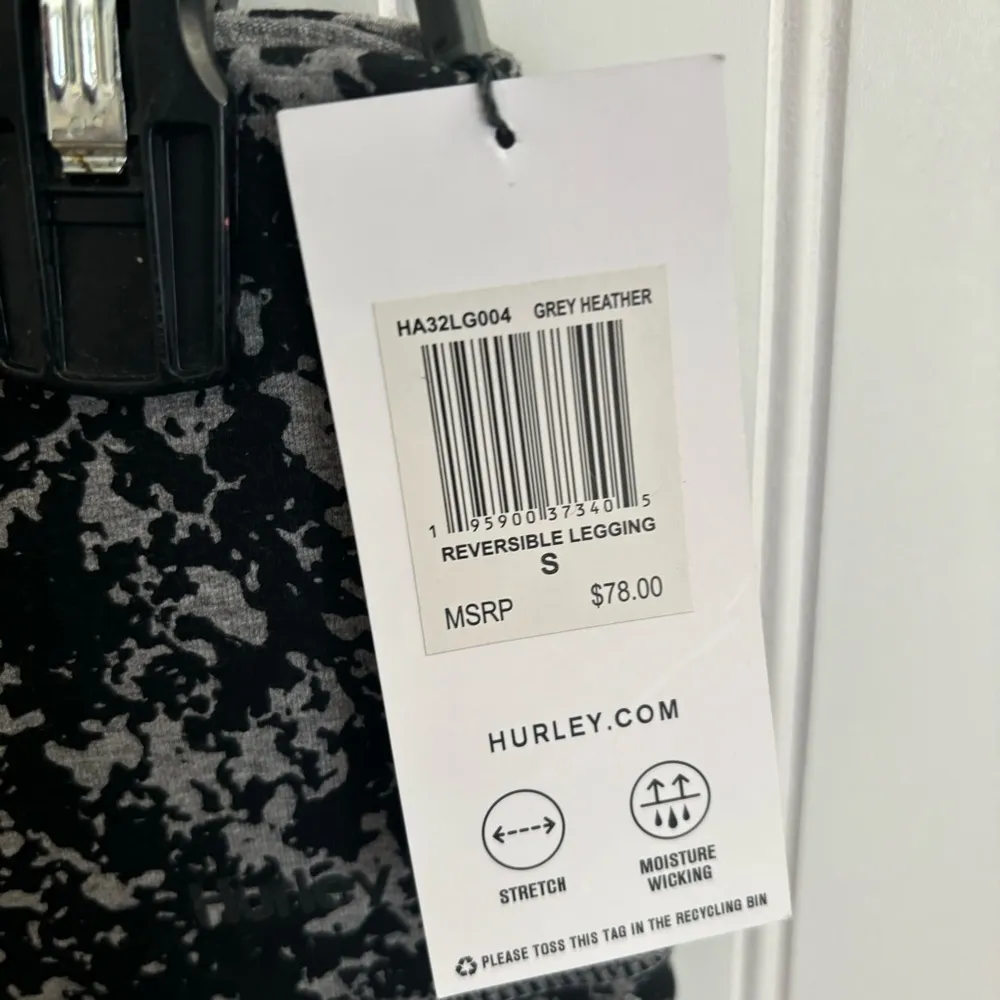 HA32LG004 GREY HEATHER
1 95900 37340 5
REVERSIBLE LEGGING
S
MSRP $78.00
HURLEY.COM
STRETCH
MOISTURE
WICKING
PLEASE TOSS THIS TAG IN THE RECYCLING BIN
Hurley